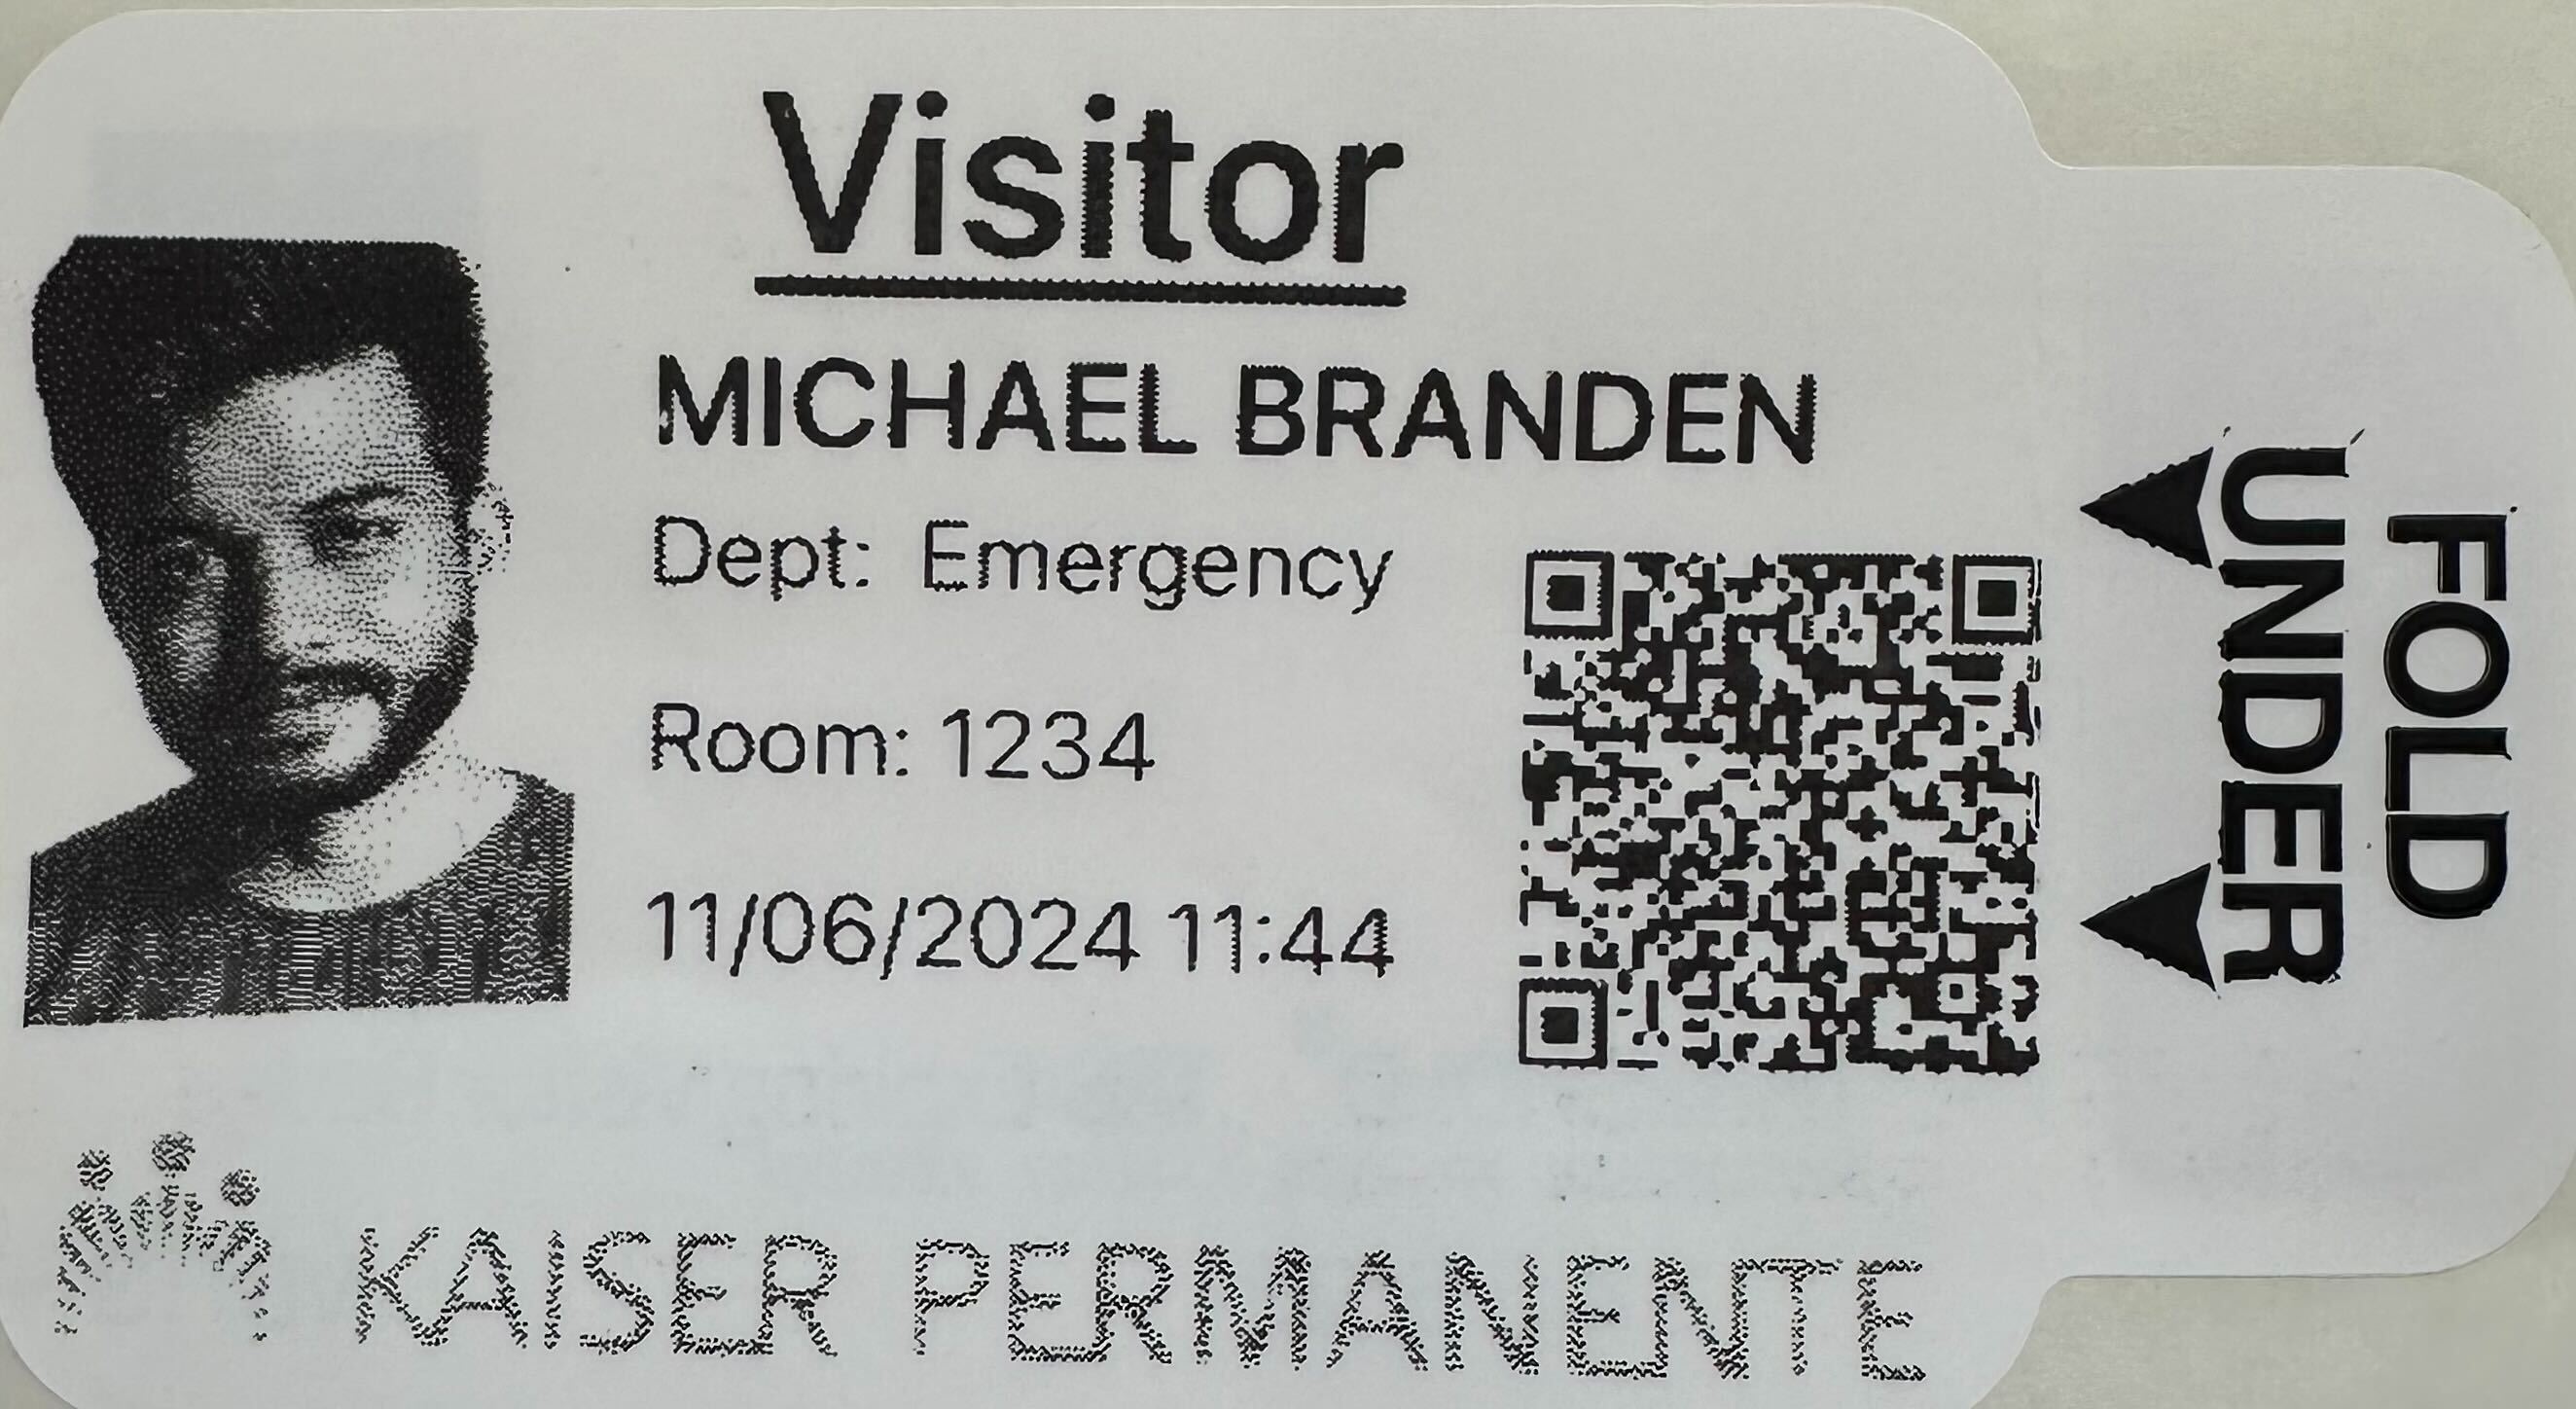 Visitor
MICHAEL BRANDEN
Dept: Emergency
Room: 1234
11/06/2024 11:44
KAISER PERMANENTE
FOLD
UNDER